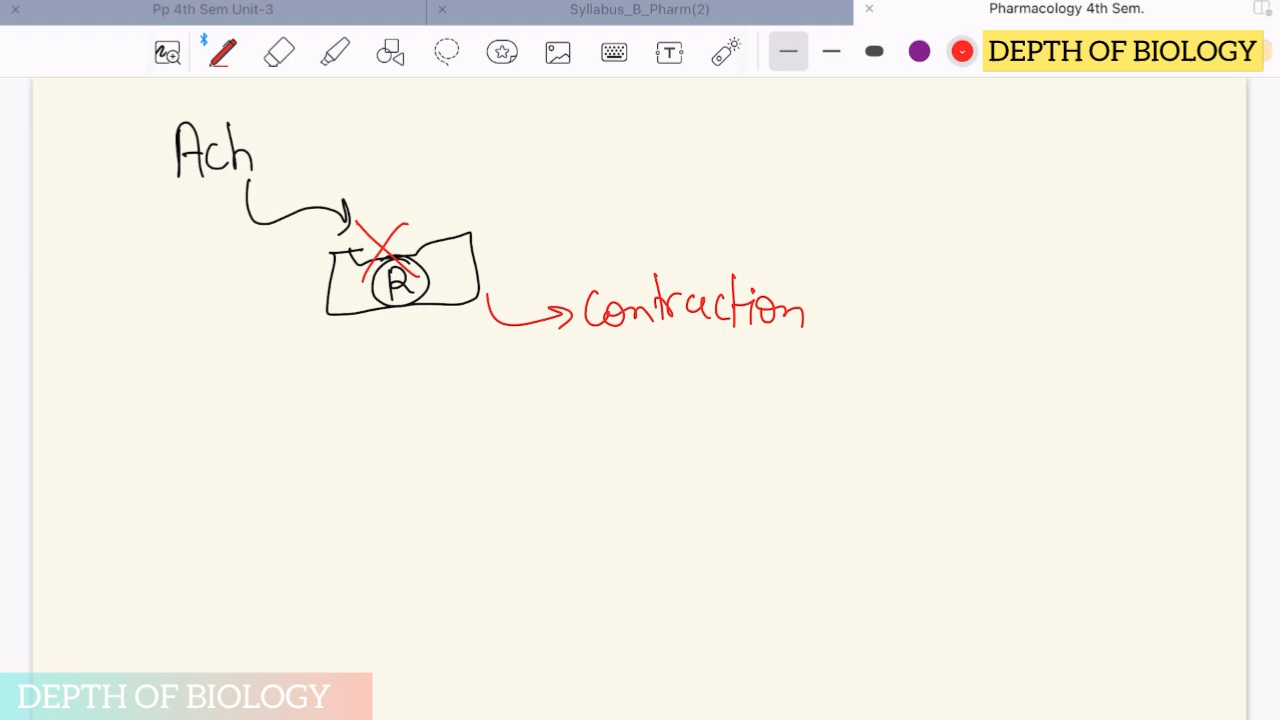 Pp 4th Sem Unit-3
Syllabus_B_Pharm(2)
Pharmacology 4th Sem.
T
DEPTH OF BIOLOGY
Ach
R
Contraction
DEPTH OF BIOLOGY